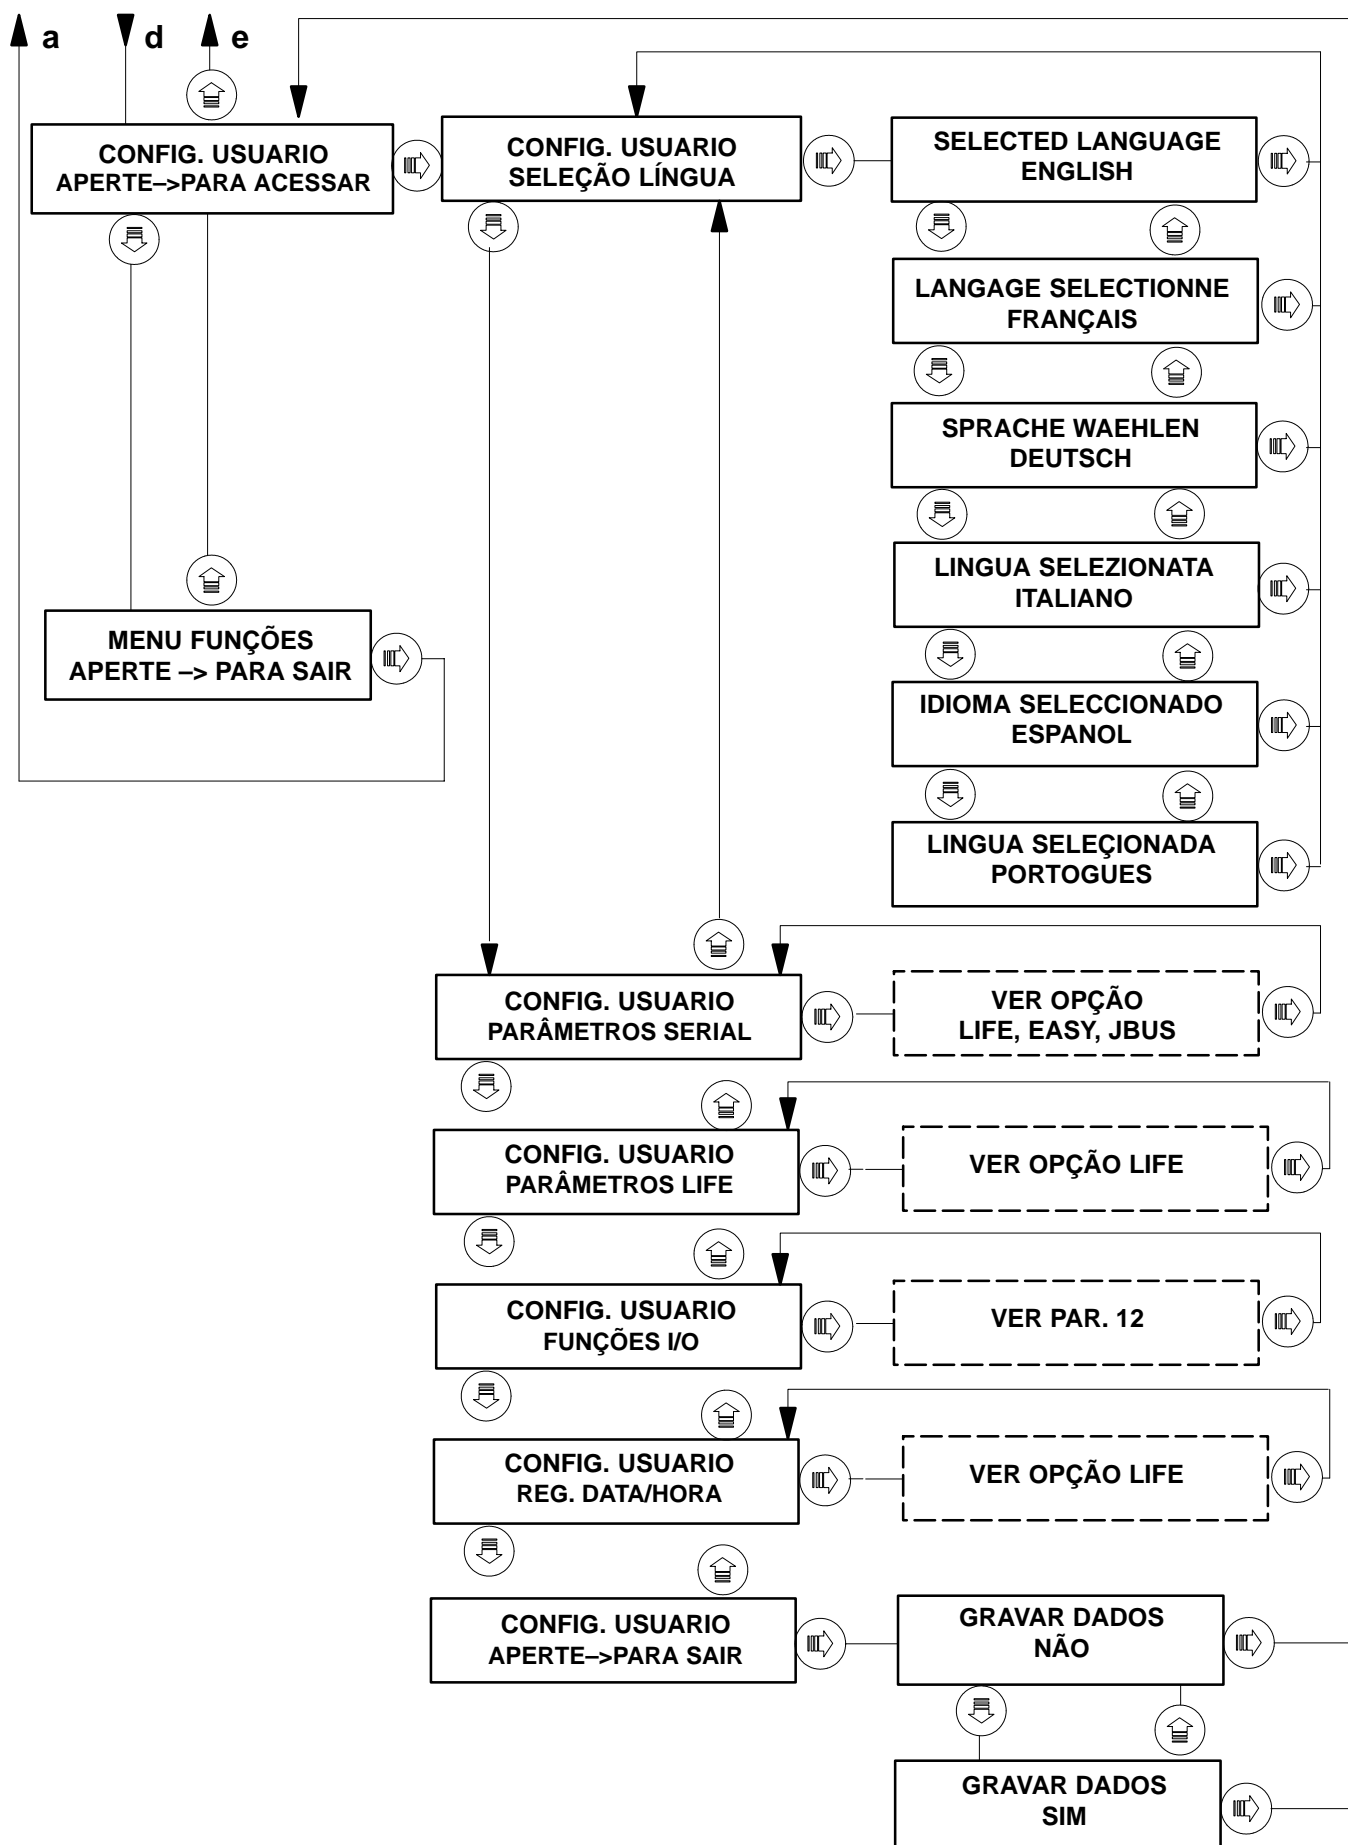 a
d
e
CONFIG. USUARIO
APERTE–>PARA ACESSAR
CONFIG. USUARIO
SELEÇÃO LÍNGUA
SELECTED LANGUAGE
ENGLISH
LANGAGE SELECTIONNE
FRANÇAIS
SPRACHE WAEHLEN
DEUTSCH
LINGUA SELEZIONATA
ITALIANO
MENU FUNÇÕES
APERTE –> PARA SAIR
IDIOMA SELECCIONADO
ESPANOL
LINGUA SELEÇIONADA
PORTOGUES
CONFIG. USUARIO
PARÂMETROS SERIAL
VER OPÇÃO
LIFE, EASY, JBUS
CONFIG. USUARIO
PARÂMETROS LIFE
VER OPÇÃO LIFE
CONFIG. USUARIO
FUNÇÕES I/O
VER PAR. 12
CONFIG. USUARIO
REG. DATA/HORA
VER OPÇÃO LIFE
CONFIG. USUARIO
APERTE–>PARA SAIR
GRAVAR DADOS
NÃO
GRAVAR DADOS
SIM